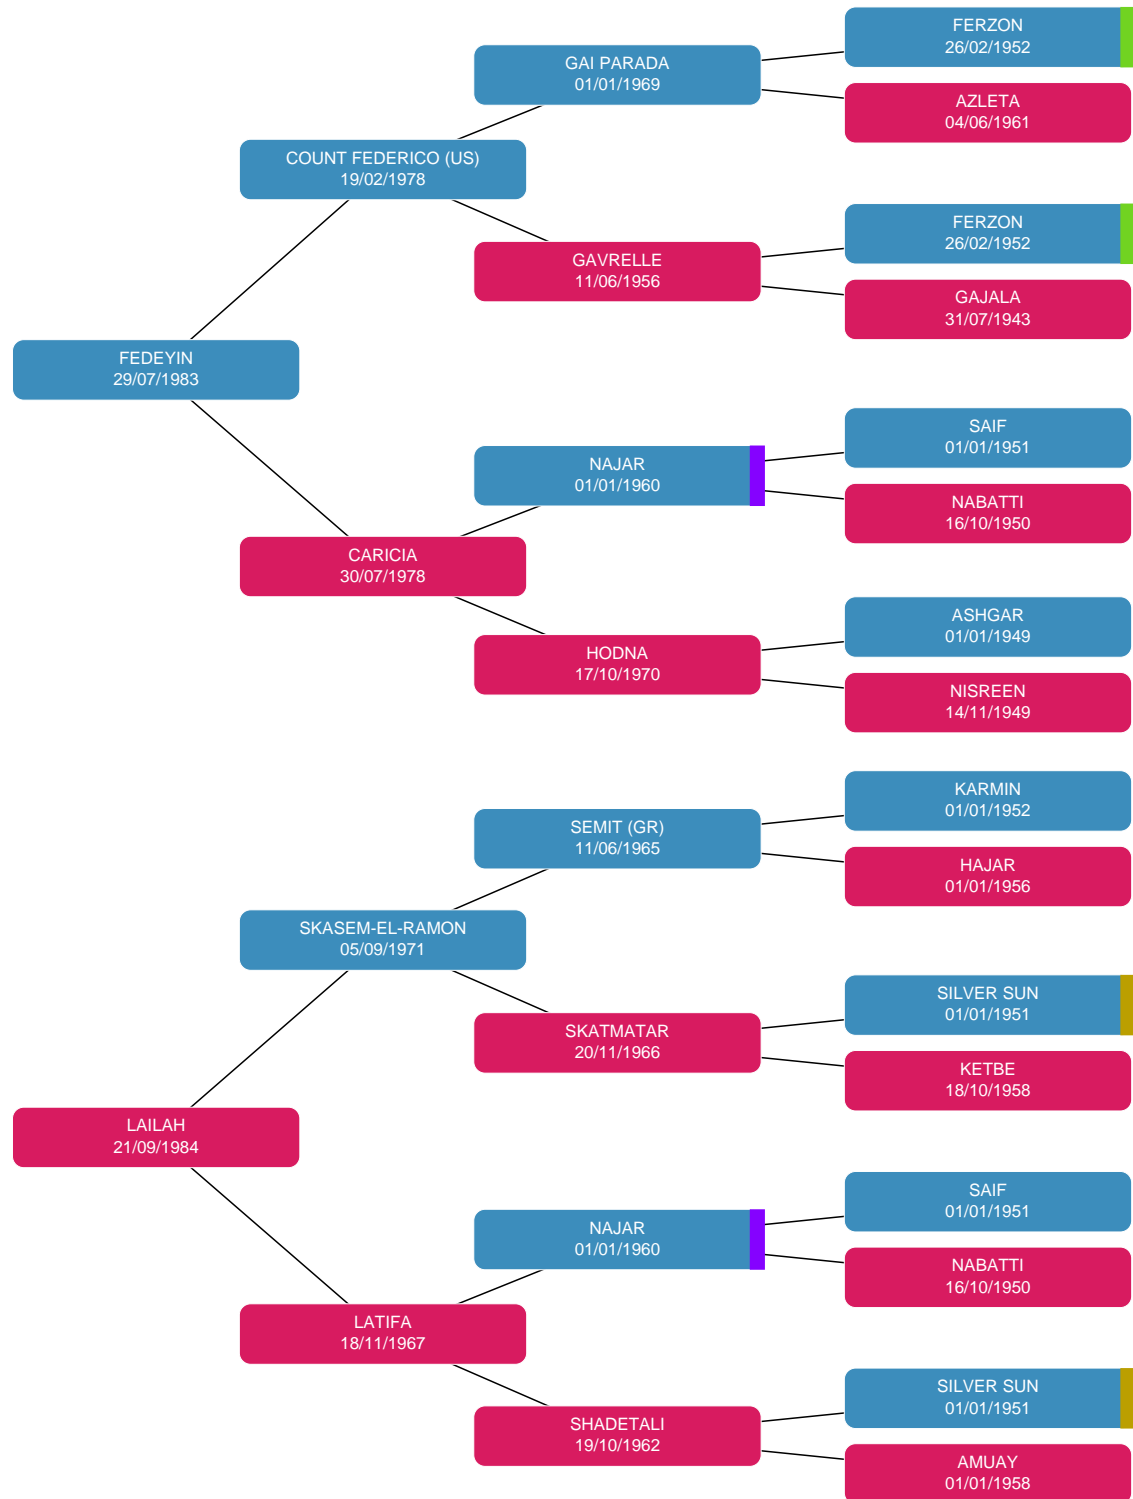 FERZON
26/02/1952
GAI PARADA
01/01/1969
AZLETA
04/06/1961
COUNT FEDERICO (US)
19/02/1978
FERZON
26/02/1952
GAVRELLE
11/06/1956
GAJALA
31/07/1943
FEDEYIN
29/07/1983
SAIF
01/01/1951
NAJAR
01/01/1960
NABATTI
16/10/1950
CARICIA
30/07/1978
ASHGAR
01/01/1949
HODNA
17/10/1970
NISREEN
14/11/1949
KARMIN
01/01/1952
SEMIT (GR)
11/06/1965
HAJAR
01/01/1956
SKASEM-EL-RAMON
05/09/1971
SILVER SUN
01/01/1951
SKATMATAR
20/11/1966
KETBE
18/10/1958
LAILAH
21/09/1984
SAIF
01/01/1951
NAJAR
01/01/1960
NABATTI
16/10/1950
LATIFA
18/11/1967
SILVER SUN
01/01/1951
SHADETALI
19/10/1962
AMUAY
01/01/1958